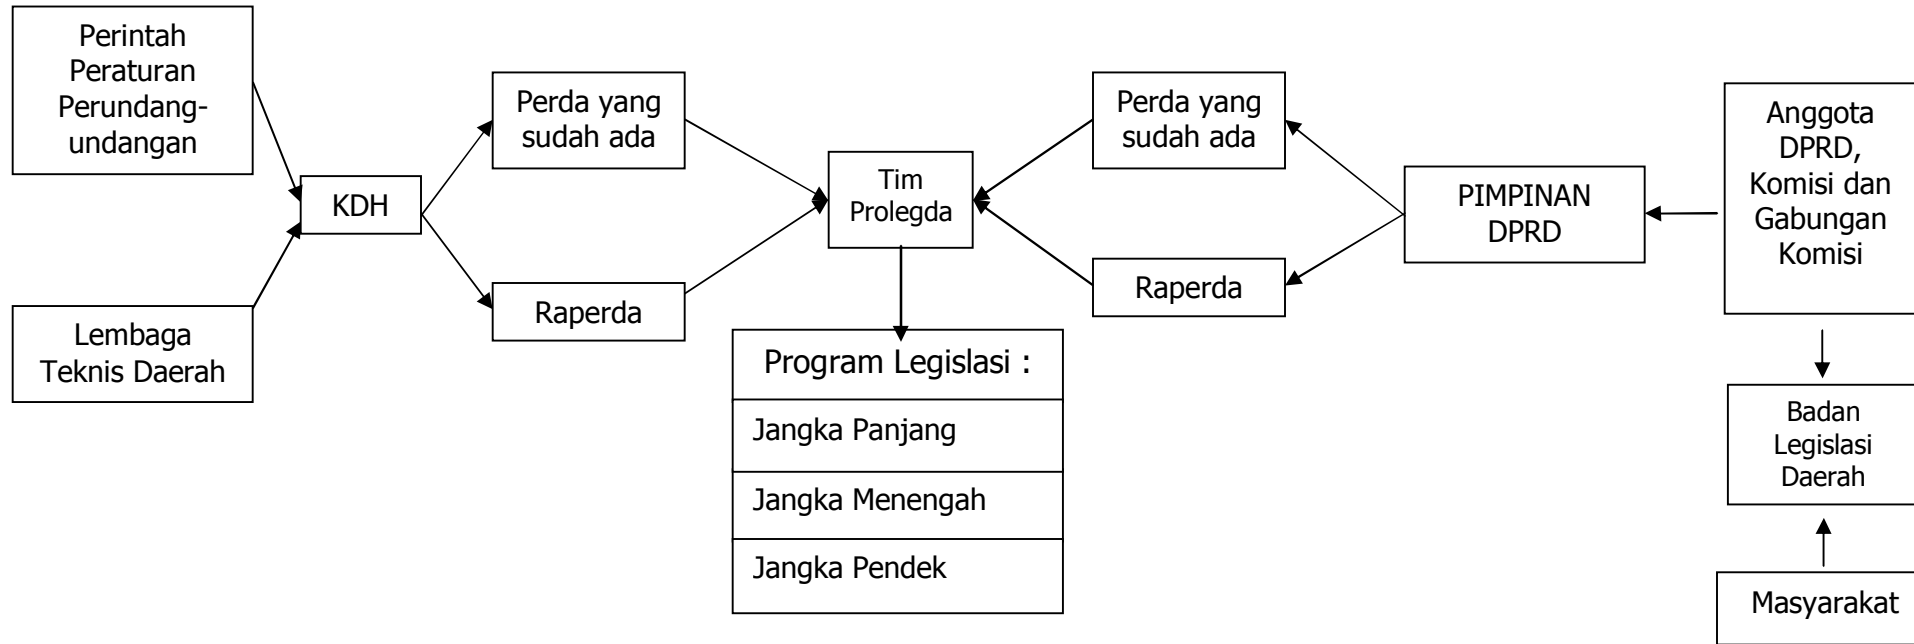 Perintah
Peraturan
Perundang-
undangan
Lembaga
Teknis Daerah
KDH
Perda yang
sudah ada
Raperda
Tim
Prolegda
Program Legislasi :
Jangka Panjang
Jangka Menengah
Jangka Pendek
Perda yang
sudah ada
Raperda
PIMPINAN
DPRD
Anggota
DPRD,
Komisi dan
Gabungan
Komisi
Badan
Legislasi
Daerah
Masyarakat